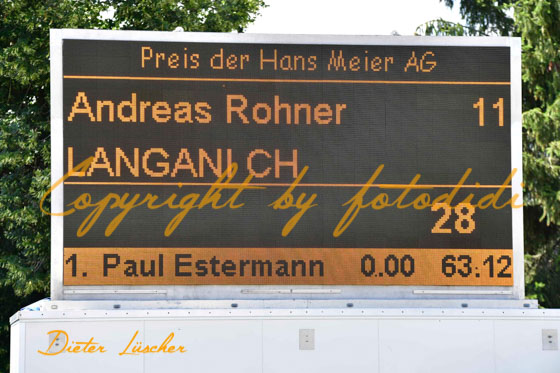 Preis der Hans Meier AG
Andreas Rohner 11
LANGANI CH
Copyright by fotodidi
28
1. Paul Estermann 0.00 63.12
Dieter Lüscher